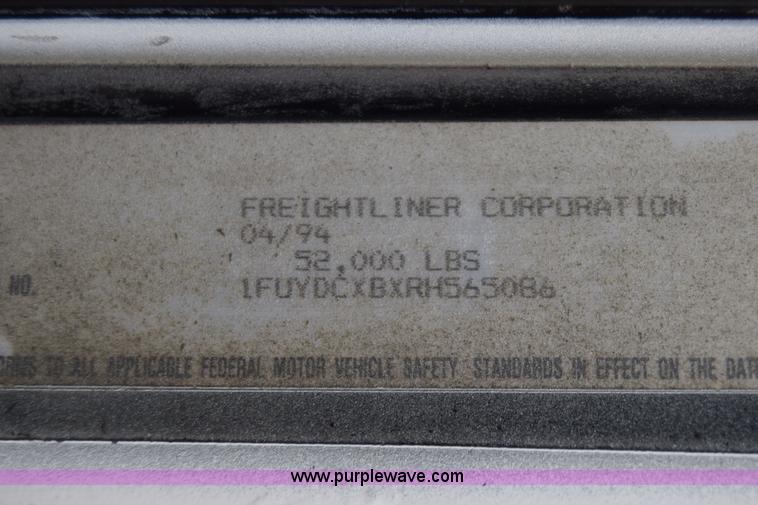 FREIGHTLINER CORPORATION
04/94
52,000 LBS
NO. 1FUYDCXBXRH565086
TO ALL APPLICABLE FEDERAL MOTOR VEHICLE SAFETY STANDARDS IN EFFECT ON THE
www.purplewave.com